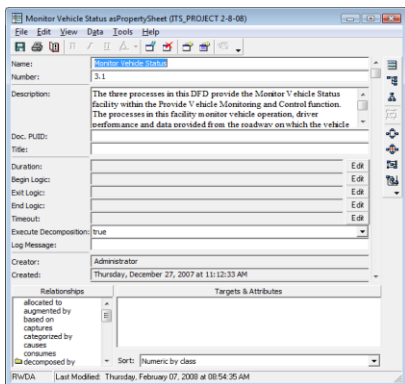 Monitor Vehicle Status asPropertySheet (ITS_PROJECT 2-8-08)
File Edit View Data Tools Help
Name: Monitor Vehicle Status
Number: 3.1
Description: The three processes in this DFD provide the Monitor Vehicle Status
facility within the Provide Vehicle Monitoring and Control function.
The processes in this facility monitor vehicle operation, driver
performance and data provided from the roadway on which the vehicle
Doc. PUID:
Title:
Duration: Edit
Begin Logic: Edit
Exit Logic: Edit
End Logic: Edit
Timeout: Edit
Execute Decomposition: true
Log Message:
Creator: Administrator
Created: Thursday, December 27, 2007 at 11:12:33 AM
Relationships Targets & Attributes
allocated to
augmented by
based on
captures
categorized by
causes
consumes
decomposed by
Sort: Numeric by class
RWDA Last Modified: Thursday, February 07, 2008 at 08:54:35 AM